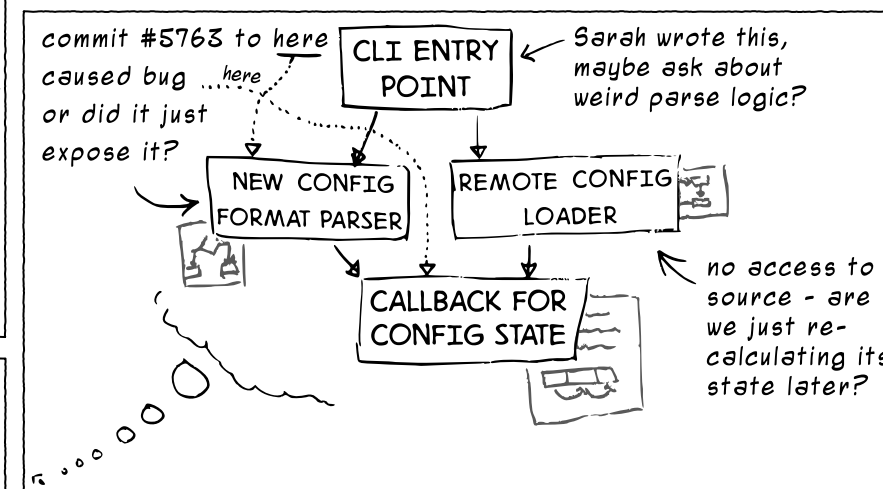 commit #5763 to here
caused bug
here
or did it just
expose it?
CLI ENTRY
POINT
Sarah wrote this,
maybe ask about
weird parse logic?
NEW CONFIG
FORMAT PARSER
REMOTE CONFIG
LOADER
CALLBACK FOR
CONFIG STATE
no access to
source - are
we just re-
calculating its
state later?